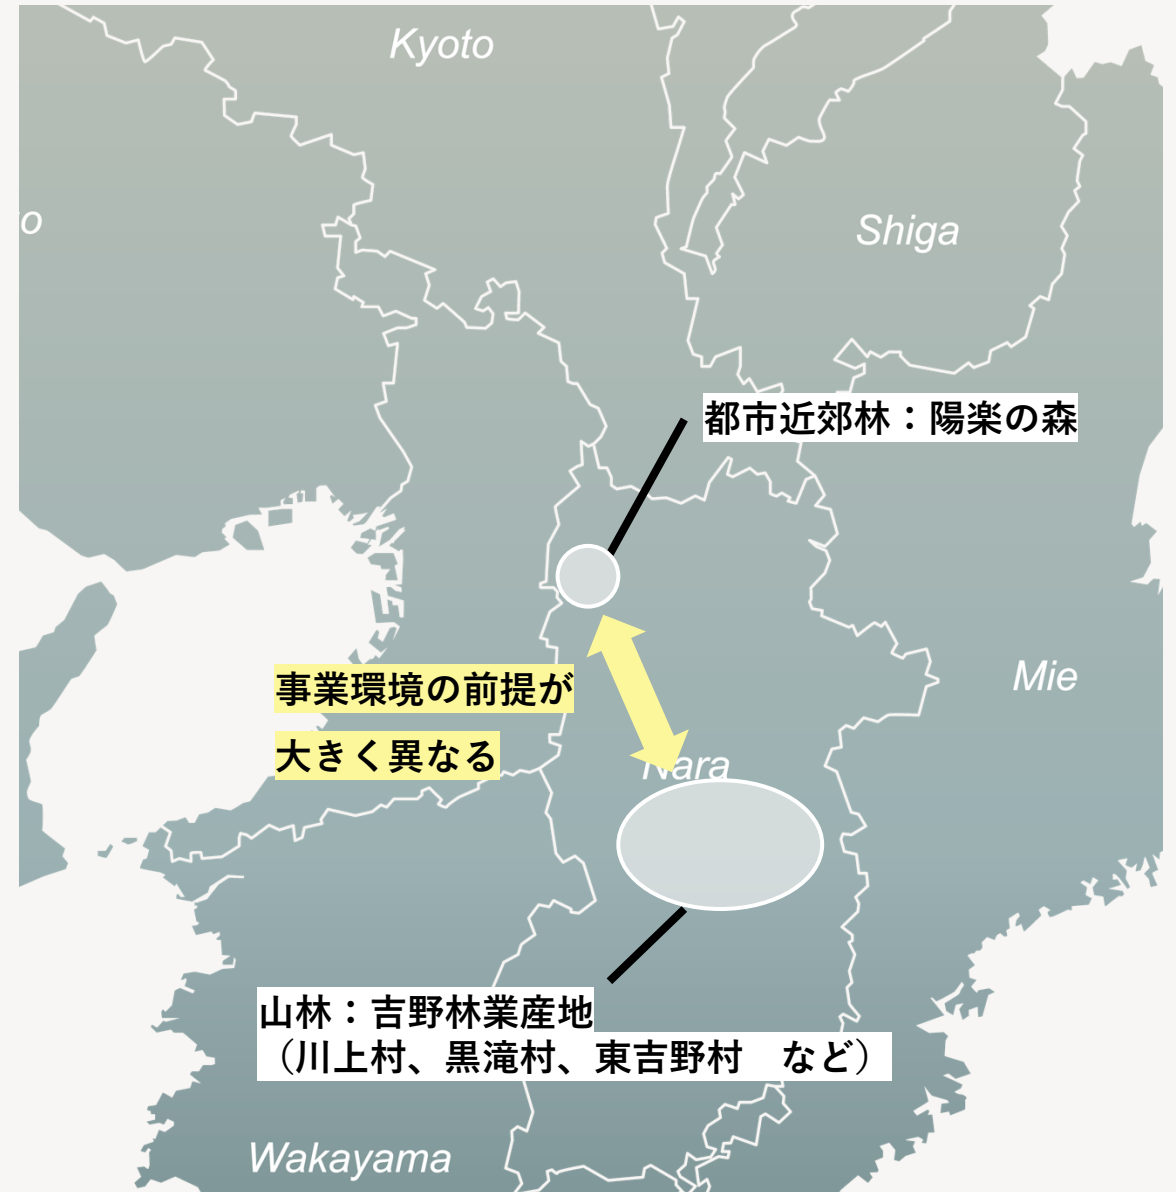 Kyoto
o
Shiga
都市近郊林：陽楽の森
事業環境の前提が
大きく異なる
Mie
Nara
山林：吉野林業産地
（川上村、黒滝村、東吉野村　など）
Wakayama